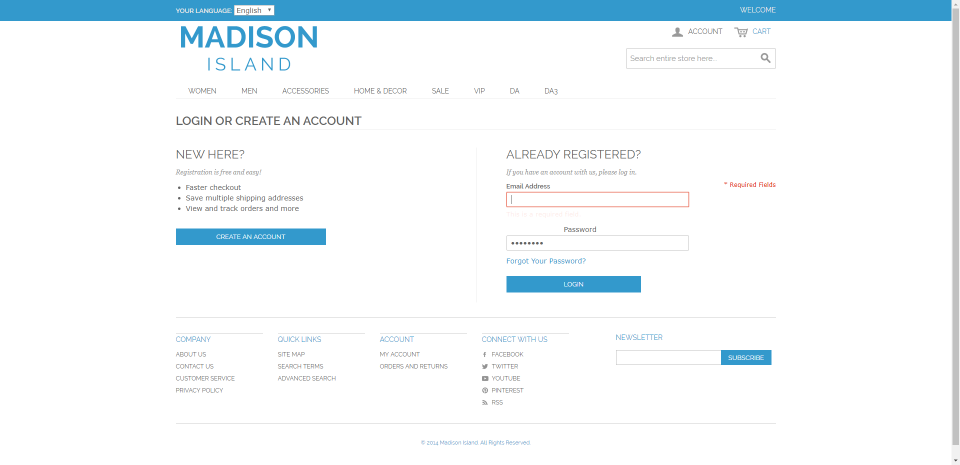 YOUR LANGUAGE: English
WELCOME
MADISON
ISLAND
ACCOUNT CART
Search entire store here...
WOMEN MEN ACCESSORIES HOME & DECOR SALE VIP DA DA3
LOGIN OR CREATE AN ACCOUNT
NEW HERE?
Registration is free and easy!
• Faster checkout
• Save multiple shipping addresses
• View and track orders and more
CREATE AN ACCOUNT
ALREADY REGISTERED?
If you have an account with us, please log in.
* Required Fields
Email Address
This is a required field.
Password
••••••••
Forgot Your Password?
LOGIN
COMPANY
ABOUT US
CONTACT US
CUSTOMER SERVICE
PRIVACY POLICY
QUICK LINKS
SITE MAP
SEARCH TERMS
ADVANCED SEARCH
ACCOUNT
MY ACCOUNT
ORDERS AND RETURNS
CONNECT WITH US
FACEBOOK
TWITTER
YOUTUBE
PINTEREST
RSS
NEWSLETTER
SUBSCRIBE
© 2014 Madison Island. All Rights Reserved.